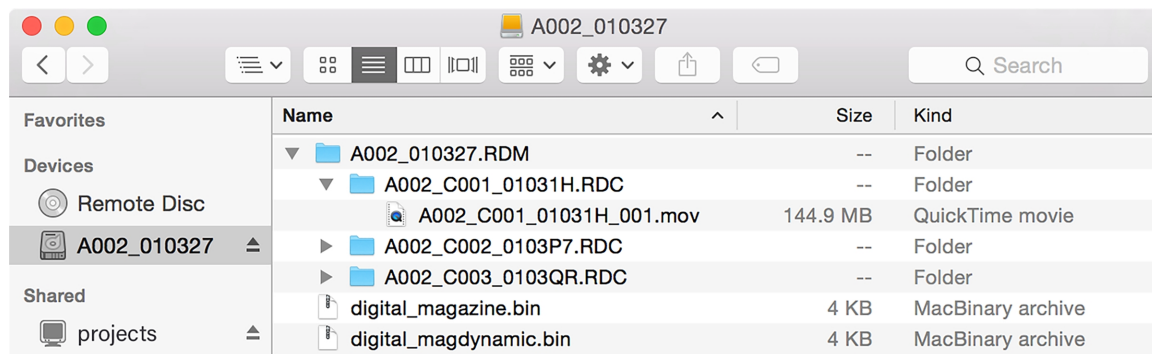 A002_010327
Search
Favorites
Devices
Remote Disc
A002_010327
Shared
projects
Name Size Kind
A002_010327.RDM -- Folder
A002_C001_01031H.RDC -- Folder
A002_C001_01031H_001.mov 144.9 MB QuickTime movie
A002_C002_0103P7.RDC -- Folder
A002_C003_0103QR.RDC -- Folder
digital_magazine.bin 4 KB MacBinary archive
digital_magdynamic.bin 4 KB MacBinary archive